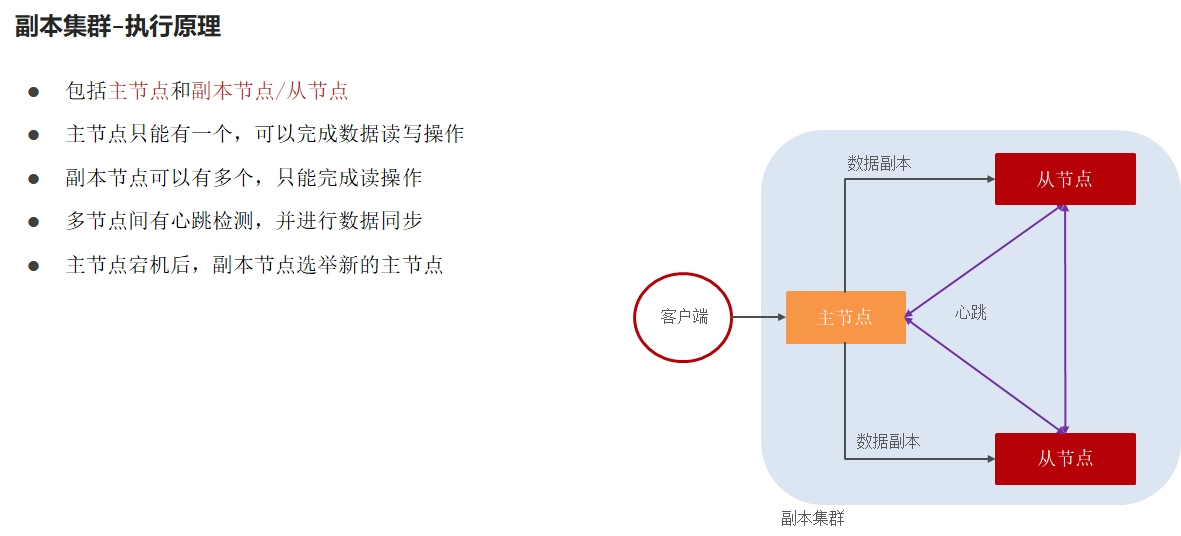 副本集群-执行原理
● 包括主节点和副本节点/从节点
● 主节点只能有一个，可以完成数据读写操作
● 副本节点可以有多个，只能完成读操作
● 多节点间有心跳检测，并进行数据同步
● 主节点宕机后，副本节点选举新的主节点
数据副本
从节点
客户端
主节点
心跳
数据副本
从节点
副本集群